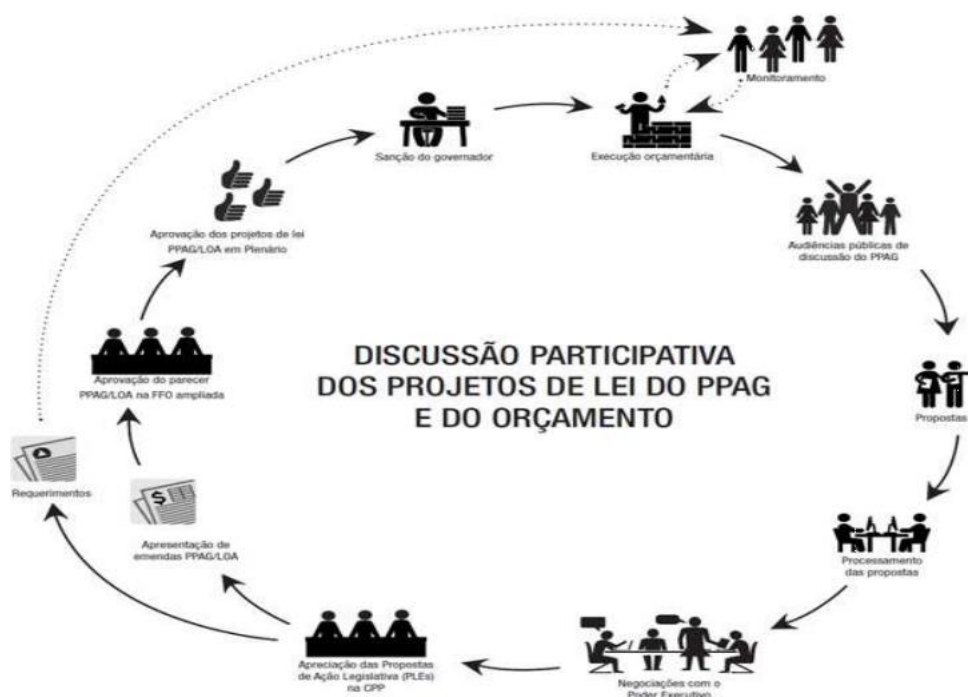 Monitoramento
Sanção do governador
Execução orçamentária
Aprovação dos projetos de lei
PPAG/LOA em Plenário
Audiências públicas de
discussão do PPAG
DISCUSSÃO PARTICIPATIVA
DOS PROJETOS DE LEI DO PPAG
E DO ORÇAMENTO
Aprovação do parecer
PPAG/LOA na FFO ampliada
Propostas
Requerimentos
$
Apresentação de
emendas PPAG/LOA
Processamento
das propostas
Apreciação das Propostas
de Ação Legislativa (PLEs)
na CPP
Negociações com o
Poder Executivo